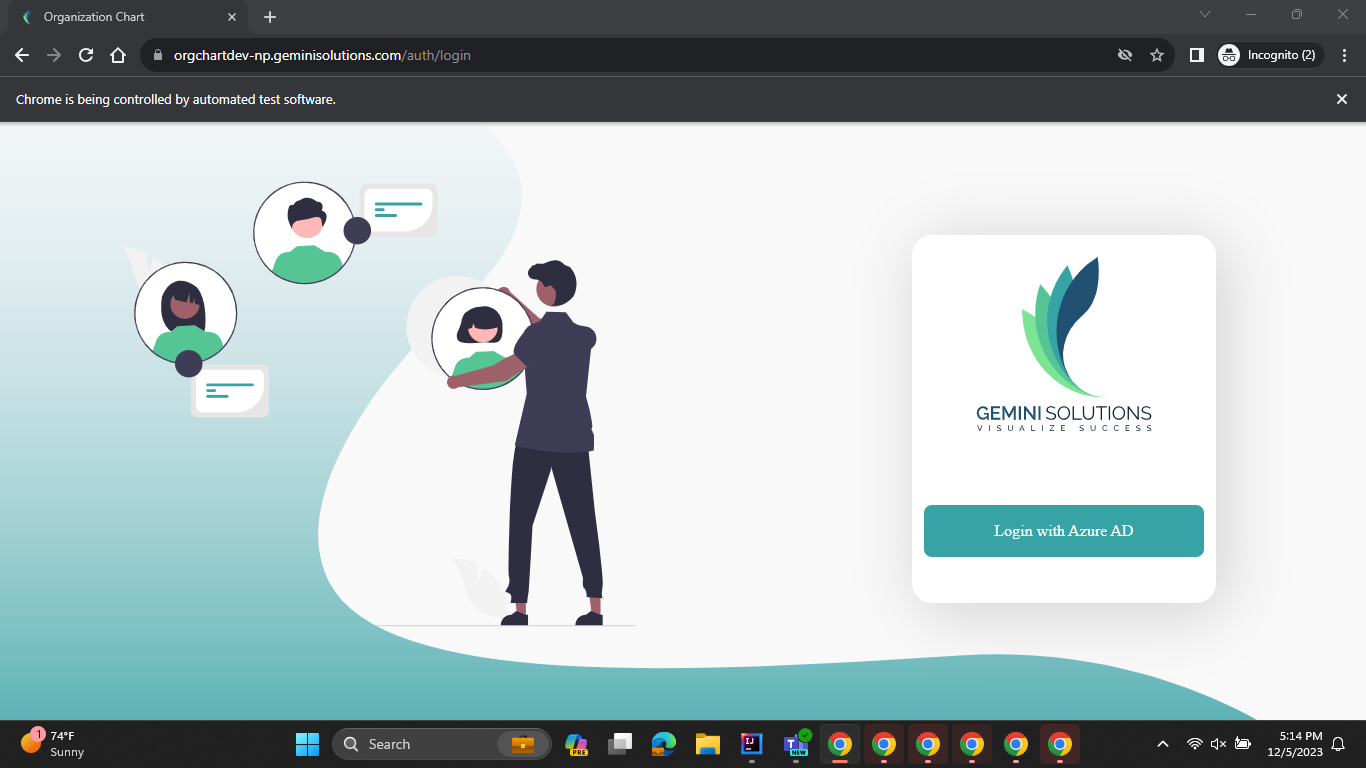 Organization Chart
orgchartdev-np.geminisolutions.com/auth/login
Incognito (2)
Chrome is being controlled by automated test software.
GEMINI SOLUTIONS
VISUALIZE SUCCESS
Login with Azure AD
1
74°F
Sunny
Search
PRE
IJ
T
NEW
5:14 PM
12/5/2023